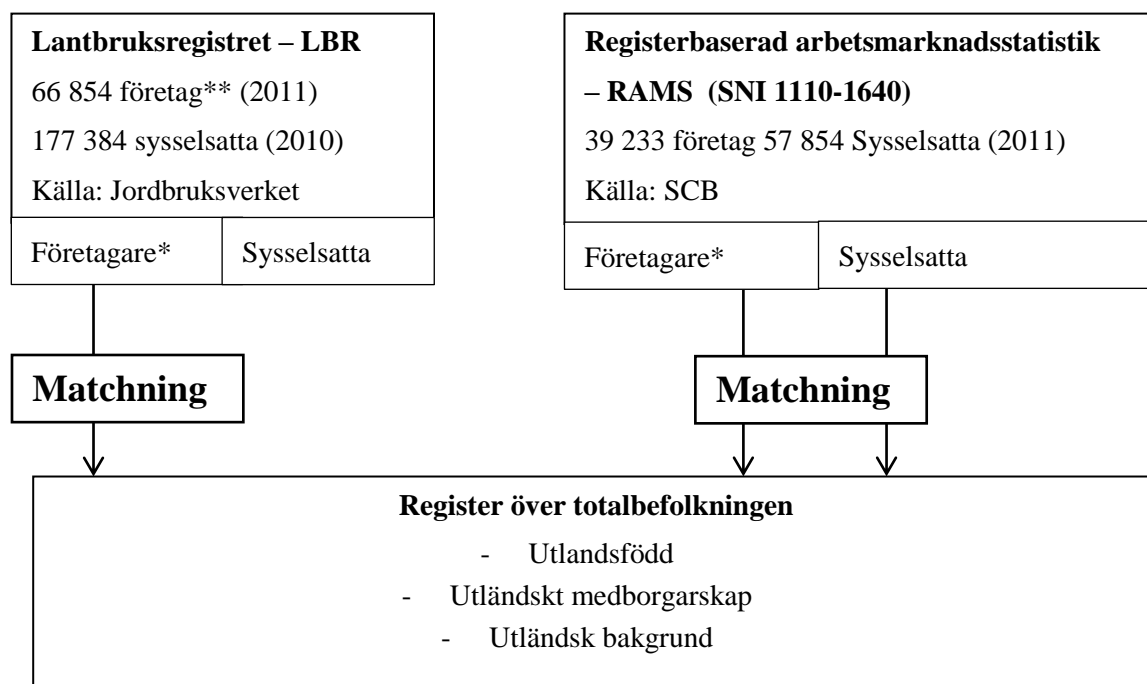 Lantbruksregistret – LBR
66 854 företag** (2011)
177 384 sysselsatta (2010)
Källa: Jordbruksverket
Företagare*
Sysselsatta
Registerbaserad arbetsmarknadsstatistik
– RAMS (SNI 1110-1640)
39 233 företag 57 854 Sysselsatta (2011)
Källa: SCB
Företagare*
Sysselsatta
Matchning
Matchning
Register över totalbefolkningen
- Utlandsfödd
- Utländskt medborgarskap
- Utländsk bakgrund